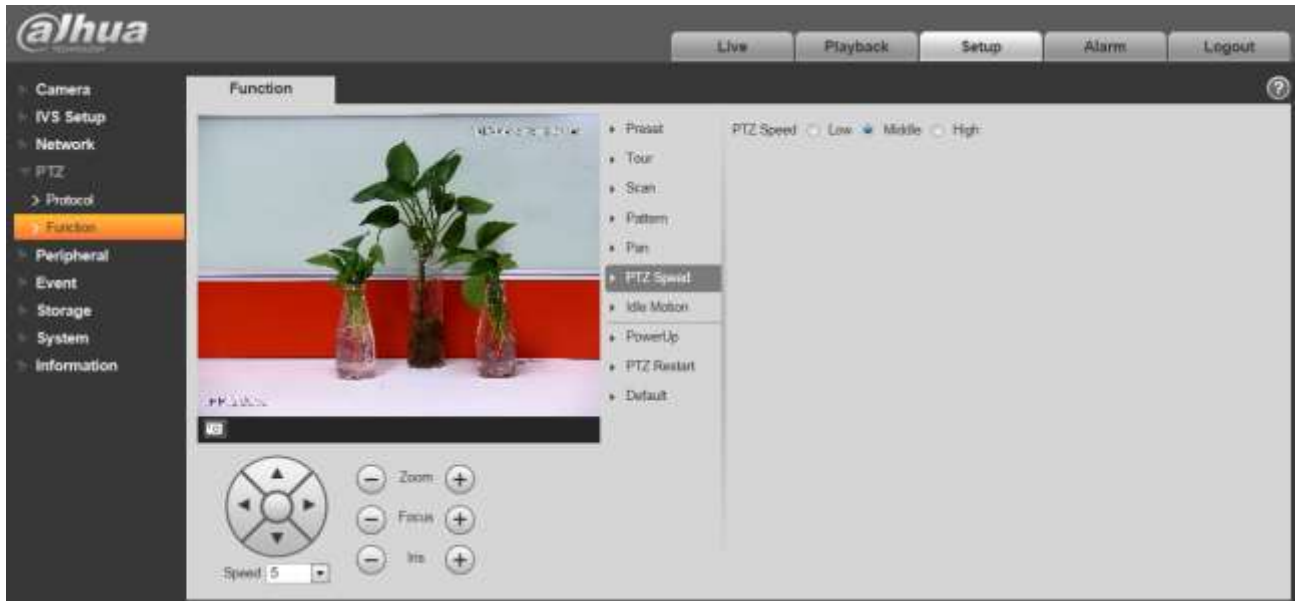 alhua
TECHNOLOGY
Live
Playback
Setup
Alarm
Logout
Camera
IVS Setup
Network
PTZ
Protocol
Function
Peripheral
Event
Storage
System
Information
Function
?
Preset
Tour
Scan
Pattern
Pan
PTZ Speed
Idle Motion
PowerUp
PTZ Restart
Default
PTZ Speed Low Middle High
Zoom
Focus
Iris
Speed 5